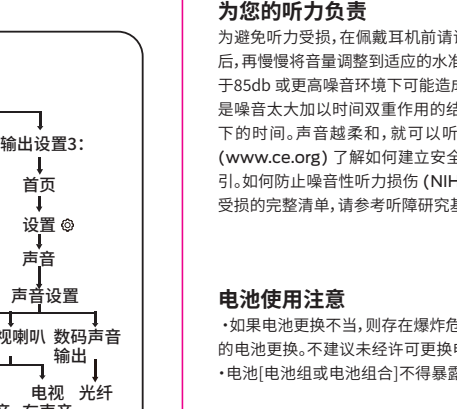 输出设置3：
首页
设置
声音
声音设置
视喇叭 数码声音
输出
电视 光纤
音 左声音
为您的听力负责
为避免听力受损，在佩戴耳机前请
后，再慢慢将音量调整到适应的水准
于85db 或更高噪音环境下可能造成
是噪音太大加以时间双重作用的结
下的时间。声音越柔和，就可以听
(www.ce.org) 了解如何建立安全
引。如何防止噪音性听力损伤 (NIH
受损的完整清单，请参考听障研究基
电池使用注意
·如果电池更换不当，则存在爆炸危
的电池更换。不建议未经许可更换电
·电池[电池组或电池组合]不得暴露